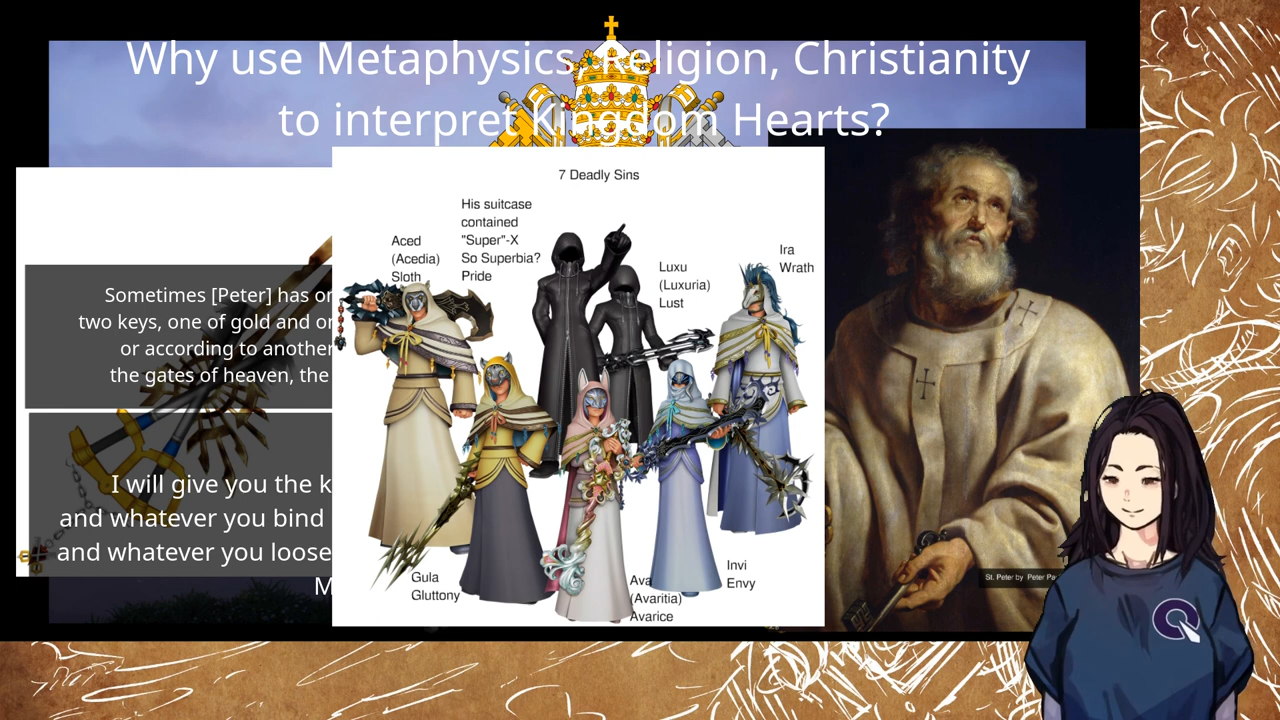 Why use Metaphysics, Religion, Christianity
to interpret Kingdom Hearts?
7 Deadly Sins
His suitcase
contained
"Super"-X
So Superbia?
Pride
Aced
(Acedia)
Sloth
Luxu
(Luxuria)
Lust
Ira
Wrath
Sometimes [Peter] has
two keys, one of gold and
or according to another
the gates of heaven, the
I will give you the
and whatever you bind
and whatever you loose
Gula
Gluttony
Ava
(Avaritia)
Avarice
Invi
Envy
St. Peter by Peter